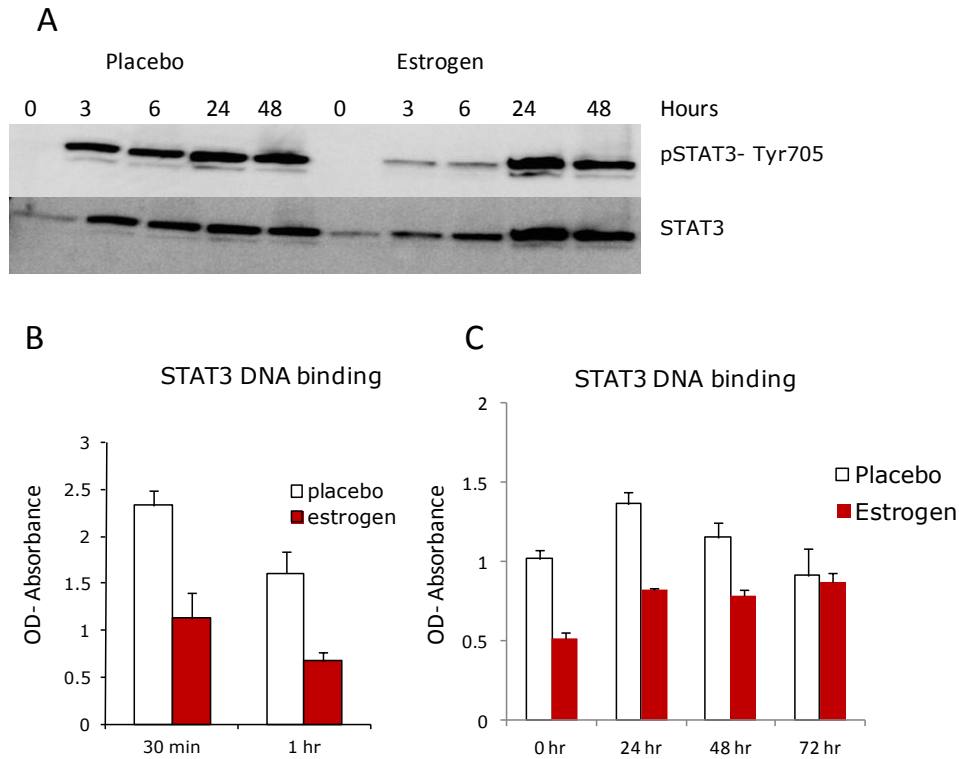 A
Placebo Estrogen
0 3 6 24 48 0 3 6 24 48 Hours
pSTAT3- Tyr705
STAT3
B
STAT3 DNA binding
OD- Absorbance
3
2.5
2
1.5
1
0.5
0
placebo
estrogen
30 min 1 hr
C
STAT3 DNA binding
OD- Absorbance
2
1.5
1
0.5
0
Placebo
Estrogen
0 hr 24 hr 48 hr 72 hr